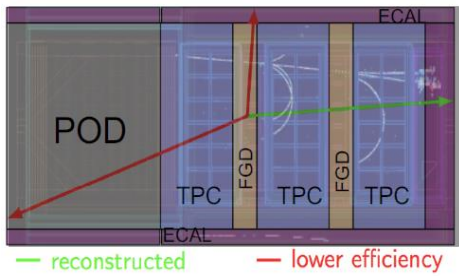 ECAL
POD
TPC
FGD
TPC
FGD
TPC
ECAL
reconstructed
lower efficiency